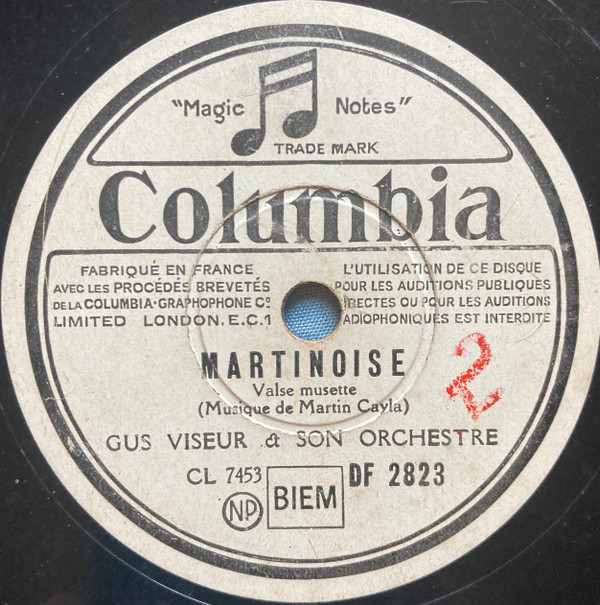 "Magic Notes"
TRADE MARK
Columbia
FABRIQUÉ EN FRANCE
AVEC LES PROCÉDÉS BREVETÉS
DE LA COLUMBIA-GRAPHOPHONE Cº
LIMITED LONDON. E.C.1
L'UTILISATION DE CE DISQUE
POUR LES AUDITIONS PUBLIQUES
IRECTES OU POUR LES AUDITIONS
ADIOPHONIQUES EST INTERDITE
MARTINOISE
Valse musette
(Musique de Martin Cayla)
2
GUS VISEUR & SON ORCHESTRE
CL 7453 BIEM DF 2823
NP